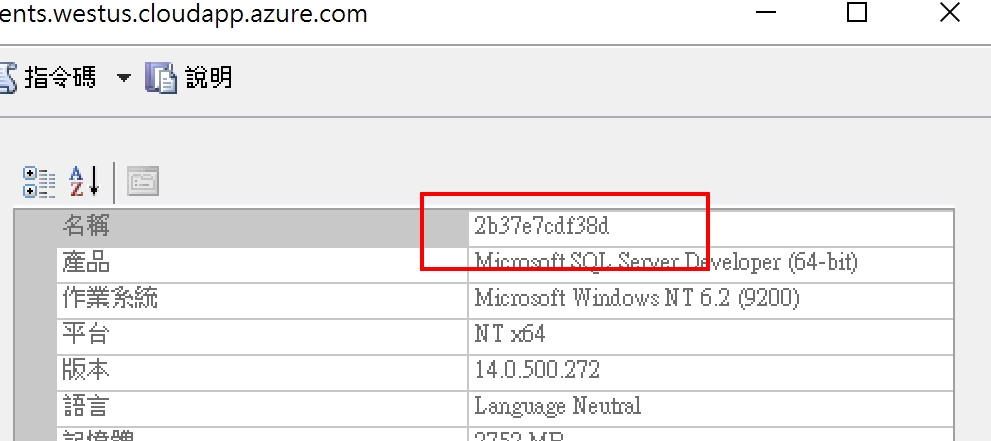 ents.westus.cloudapp.azure.com
指令碼 說明
名稱 2b37e7cdf38d
產品 Microsoft SQL Server Developer (64-bit)
作業系統 Microsoft Windows NT 6.2 (9200)
平台 NT x64
版本 14.0.500.272
語言 Language Neutral
記憶體 2752 MB